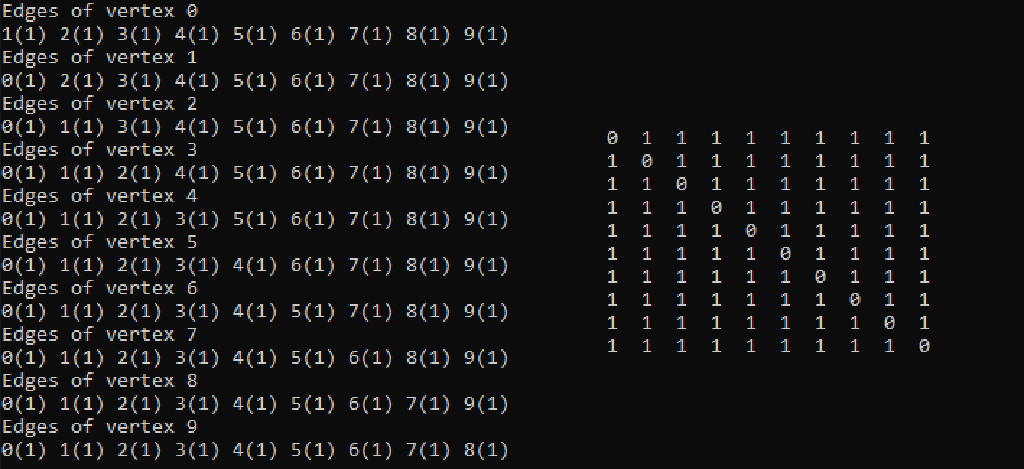 Edges of vertex 0
1(1) 2(1) 3(1) 4(1) 5(1) 6(1) 7(1) 8(1) 9(1)
Edges of vertex 1
0(1) 2(1) 3(1) 4(1) 5(1) 6(1) 7(1) 8(1) 9(1)
Edges of vertex 2
0(1) 1(1) 3(1) 4(1) 5(1) 6(1) 7(1) 8(1) 9(1)
Edges of vertex 3
0(1) 1(1) 2(1) 4(1) 5(1) 6(1) 7(1) 8(1) 9(1)
Edges of vertex 4
0(1) 1(1) 2(1) 3(1) 5(1) 6(1) 7(1) 8(1) 9(1)
Edges of vertex 5
0(1) 1(1) 2(1) 3(1) 4(1) 6(1) 7(1) 8(1) 9(1)
Edges of vertex 6
0(1) 1(1) 2(1) 3(1) 4(1) 5(1) 7(1) 8(1) 9(1)
Edges of vertex 7
0(1) 1(1) 2(1) 3(1) 4(1) 5(1) 6(1) 8(1) 9(1)
Edges of vertex 8
0(1) 1(1) 2(1) 3(1) 4(1) 5(1) 6(1) 7(1) 9(1)
Edges of vertex 9
0(1) 1(1) 2(1) 3(1) 4(1) 5(1) 6(1) 7(1) 8(1)
0 1 1 1 1 1 1 1 1 1
1 0 1 1 1 1 1 1 1 1
1 1 0 1 1 1 1 1 1 1
1 1 1 0 1 1 1 1 1 1
1 1 1 1 0 1 1 1 1 1
1 1 1 1 1 0 1 1 1 1
1 1 1 1 1 1 0 1 1 1
1 1 1 1 1 1 1 0 1 1
1 1 1 1 1 1 1 1 0 1
1 1 1 1 1 1 1 1 1 0